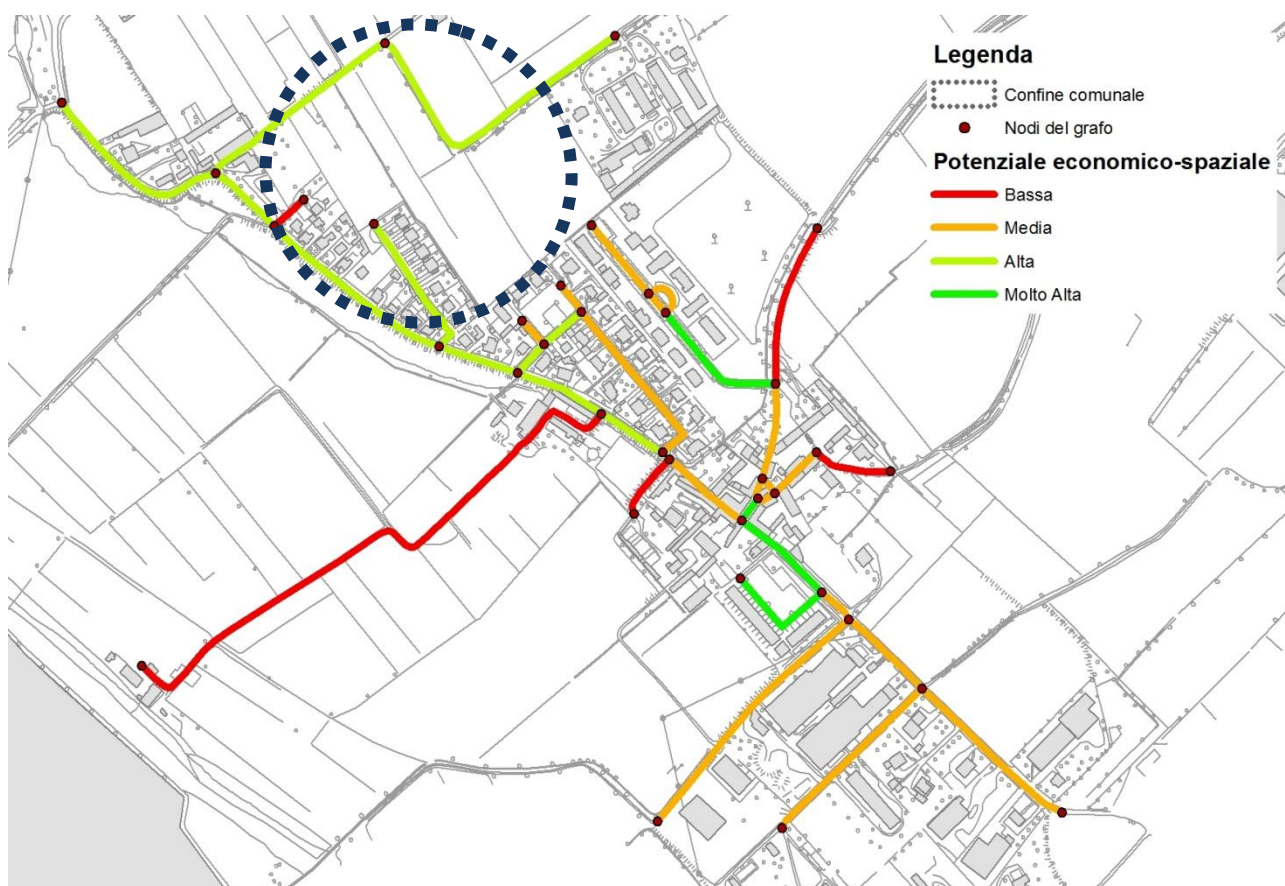 Legenda
Confine comunale
Nodi del grafo
Potenziale economico-spaziale
Bassa
Media
Alta
Molto Alta